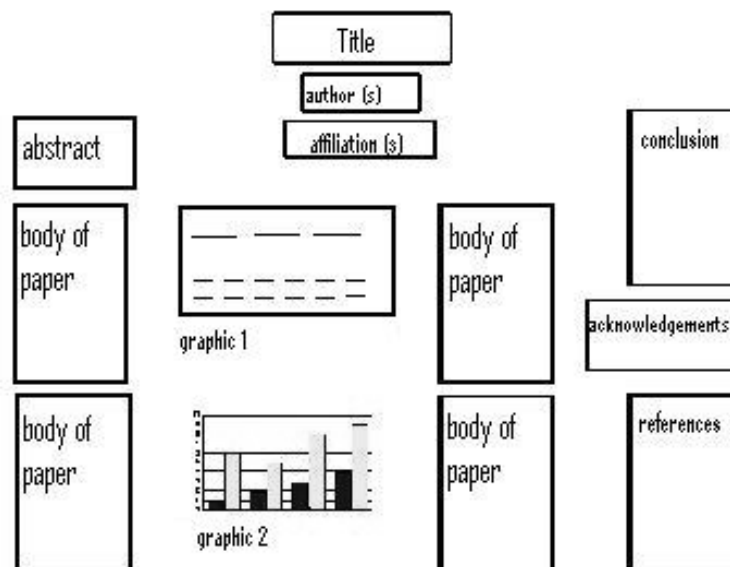 Title
author (s)
affiliation (s)
abstract
body of
paper
body of
paper
graphic 1
graphic 2
body of
paper
body of
paper
conclusion
acknowledgements
references